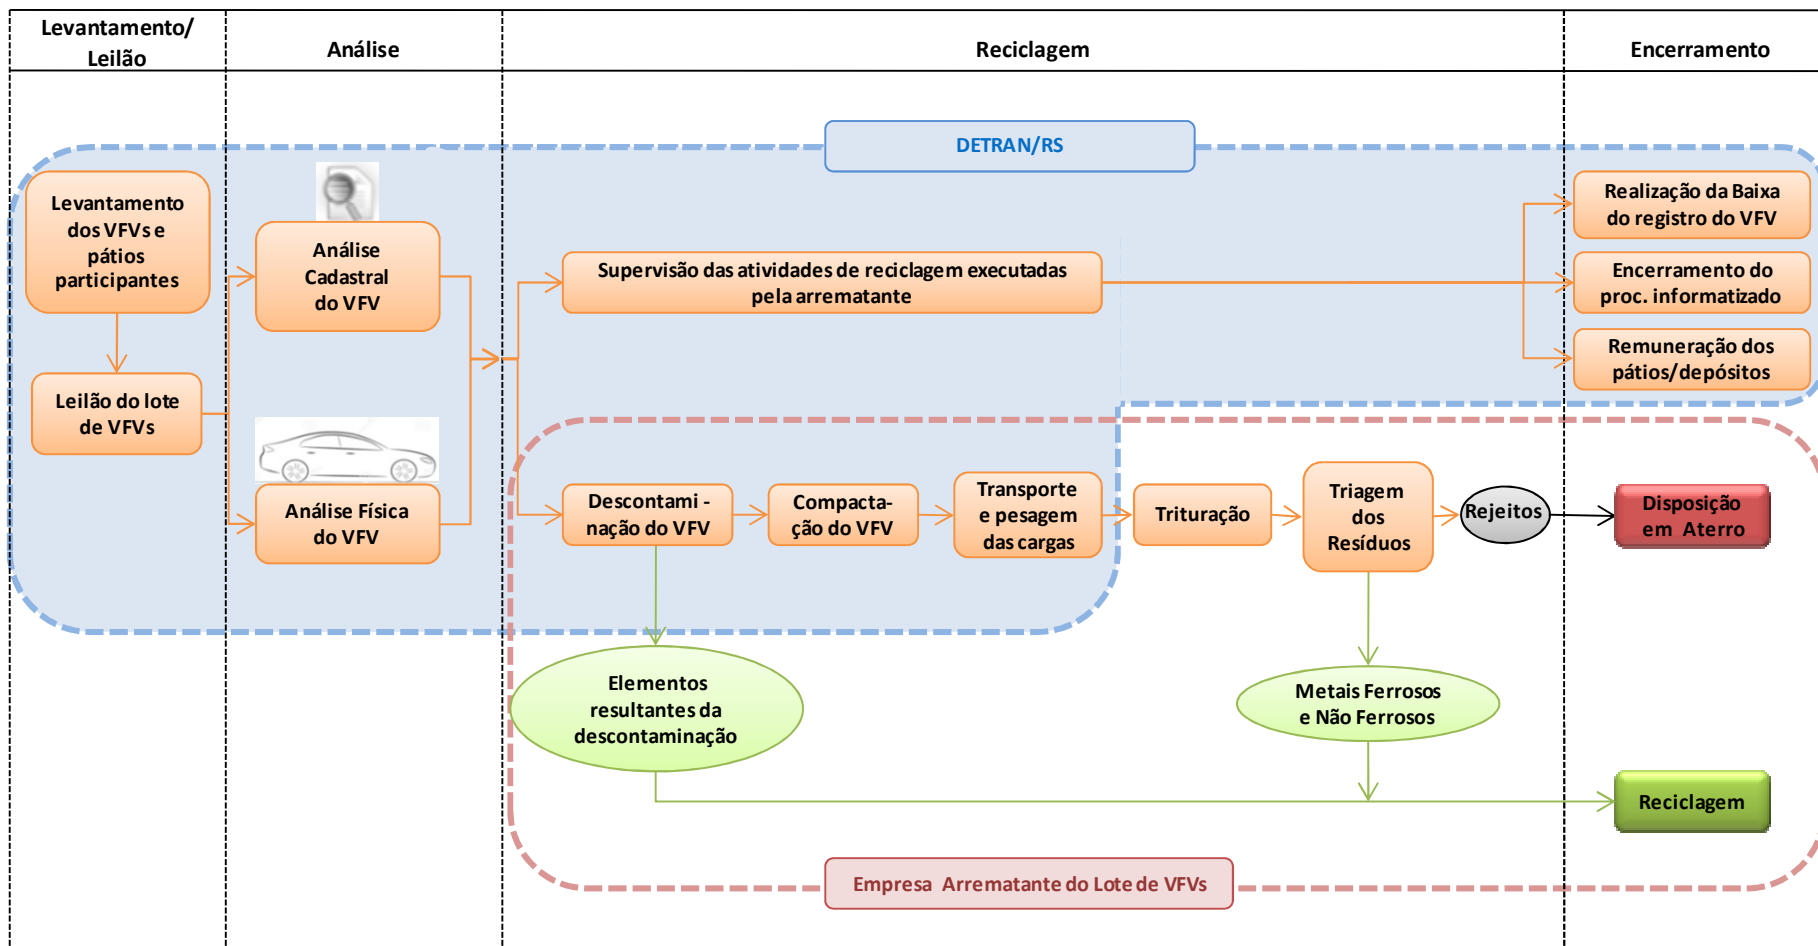 Levantamento/
Leilão
Análise
Reciclagem
Encerramento
DETRAN/RS
Levantamento
dos VFVs e
pátios
participantes
Leilão do lote
de VFVs
Análise
Cadastral
do VFV
Análise Física
do VFV
Supervisão das atividades de reciclagem executadas
pela arrematante
Realização da Baixa
do registro do VFV
Encerramento do
proc. informatizado
Remuneração dos
pátios/depósitos
Descontami -
nação do VFV
Compacta-
ção do VFV
Transporte
e pesagem
das cargas
Trituração
Triagem
dos
Resíduos
Rejeitos
Disposição
em Aterro
Elementos
resultantes da
descontaminação
Metais Ferrosos
e Não Ferrosos
Reciclagem
Empresa Arrematante do Lote de VFVs